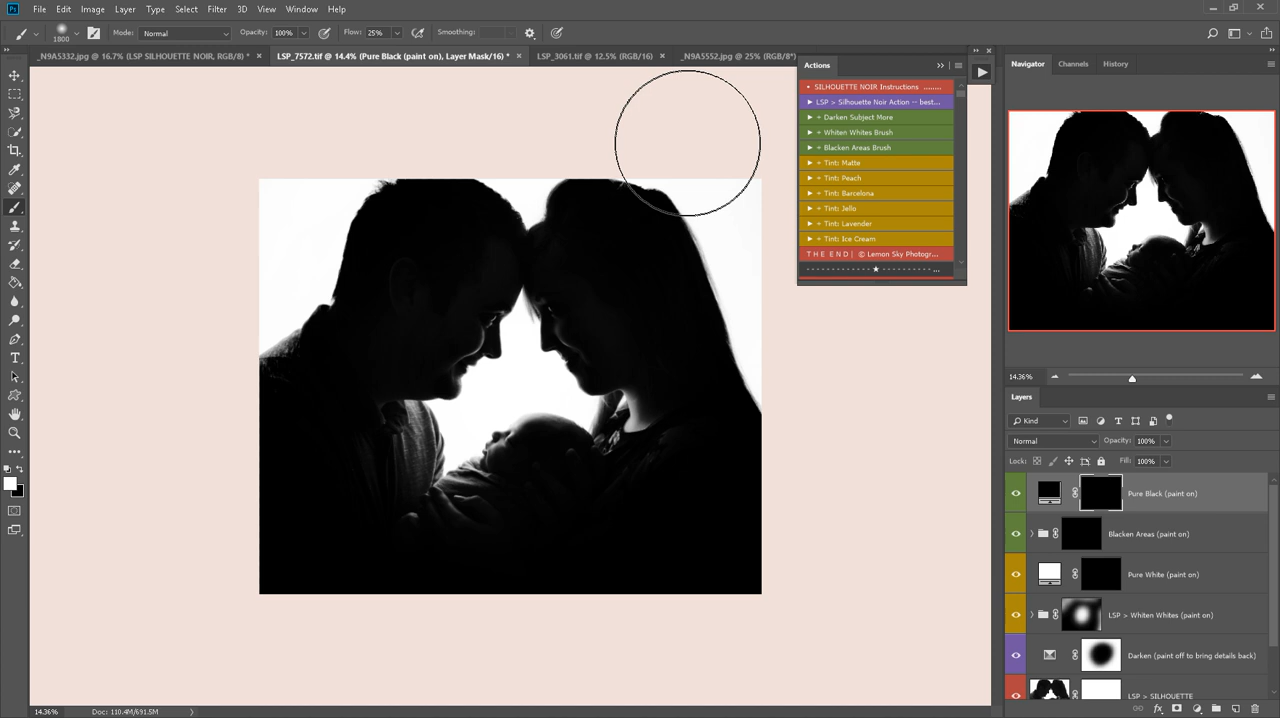 Ps File Edit Image Layer Type Select Filter 3D View Window Help
1800 Mode: Normal Opacity: 100% Flow: 25% Smoothing:
_N9A5332.jpg @ 16.7% (LSP SILHOUETTE NOIR, RGB/8) * × LSP_7572.tif @ 14.4% (Pure Black (paint on), Layer Mask/16) * × LSP_3061.tif @ 12.5% (RGB/16) × _N9A5552.jpg @ 25% (RGB/8*)
Actions
SILHOUETTE NOIR Instructions ........
LSP > Silhouette Noir Action -- best...
+ Darken Subject More
+ Whiten Whites Brush
+ Blacken Areas Brush
+ Tint: Matte
+ Tint: Peach
+ Tint: Barcelona
+ Tint: Jello
+ Tint: Lavender
+ Tint: Ice Cream
T H E E N D | © Lemon Sky Photogr...
- - - - - - - - - - - - ★ - - - - - - - - - - ...
Navigator Channels History
14.36%
Layers
Kind
Normal Opacity: 100%
Lock: Fill: 100%
Pure Black (paint on)
Blacken Areas (paint on)
Pure White (paint on)
LSP > Whiten Whites (paint on)
Darken (paint off to bring details back)
LSP > SILHOUETTE
fx
14.36% Doc: 110.4M/691.5M